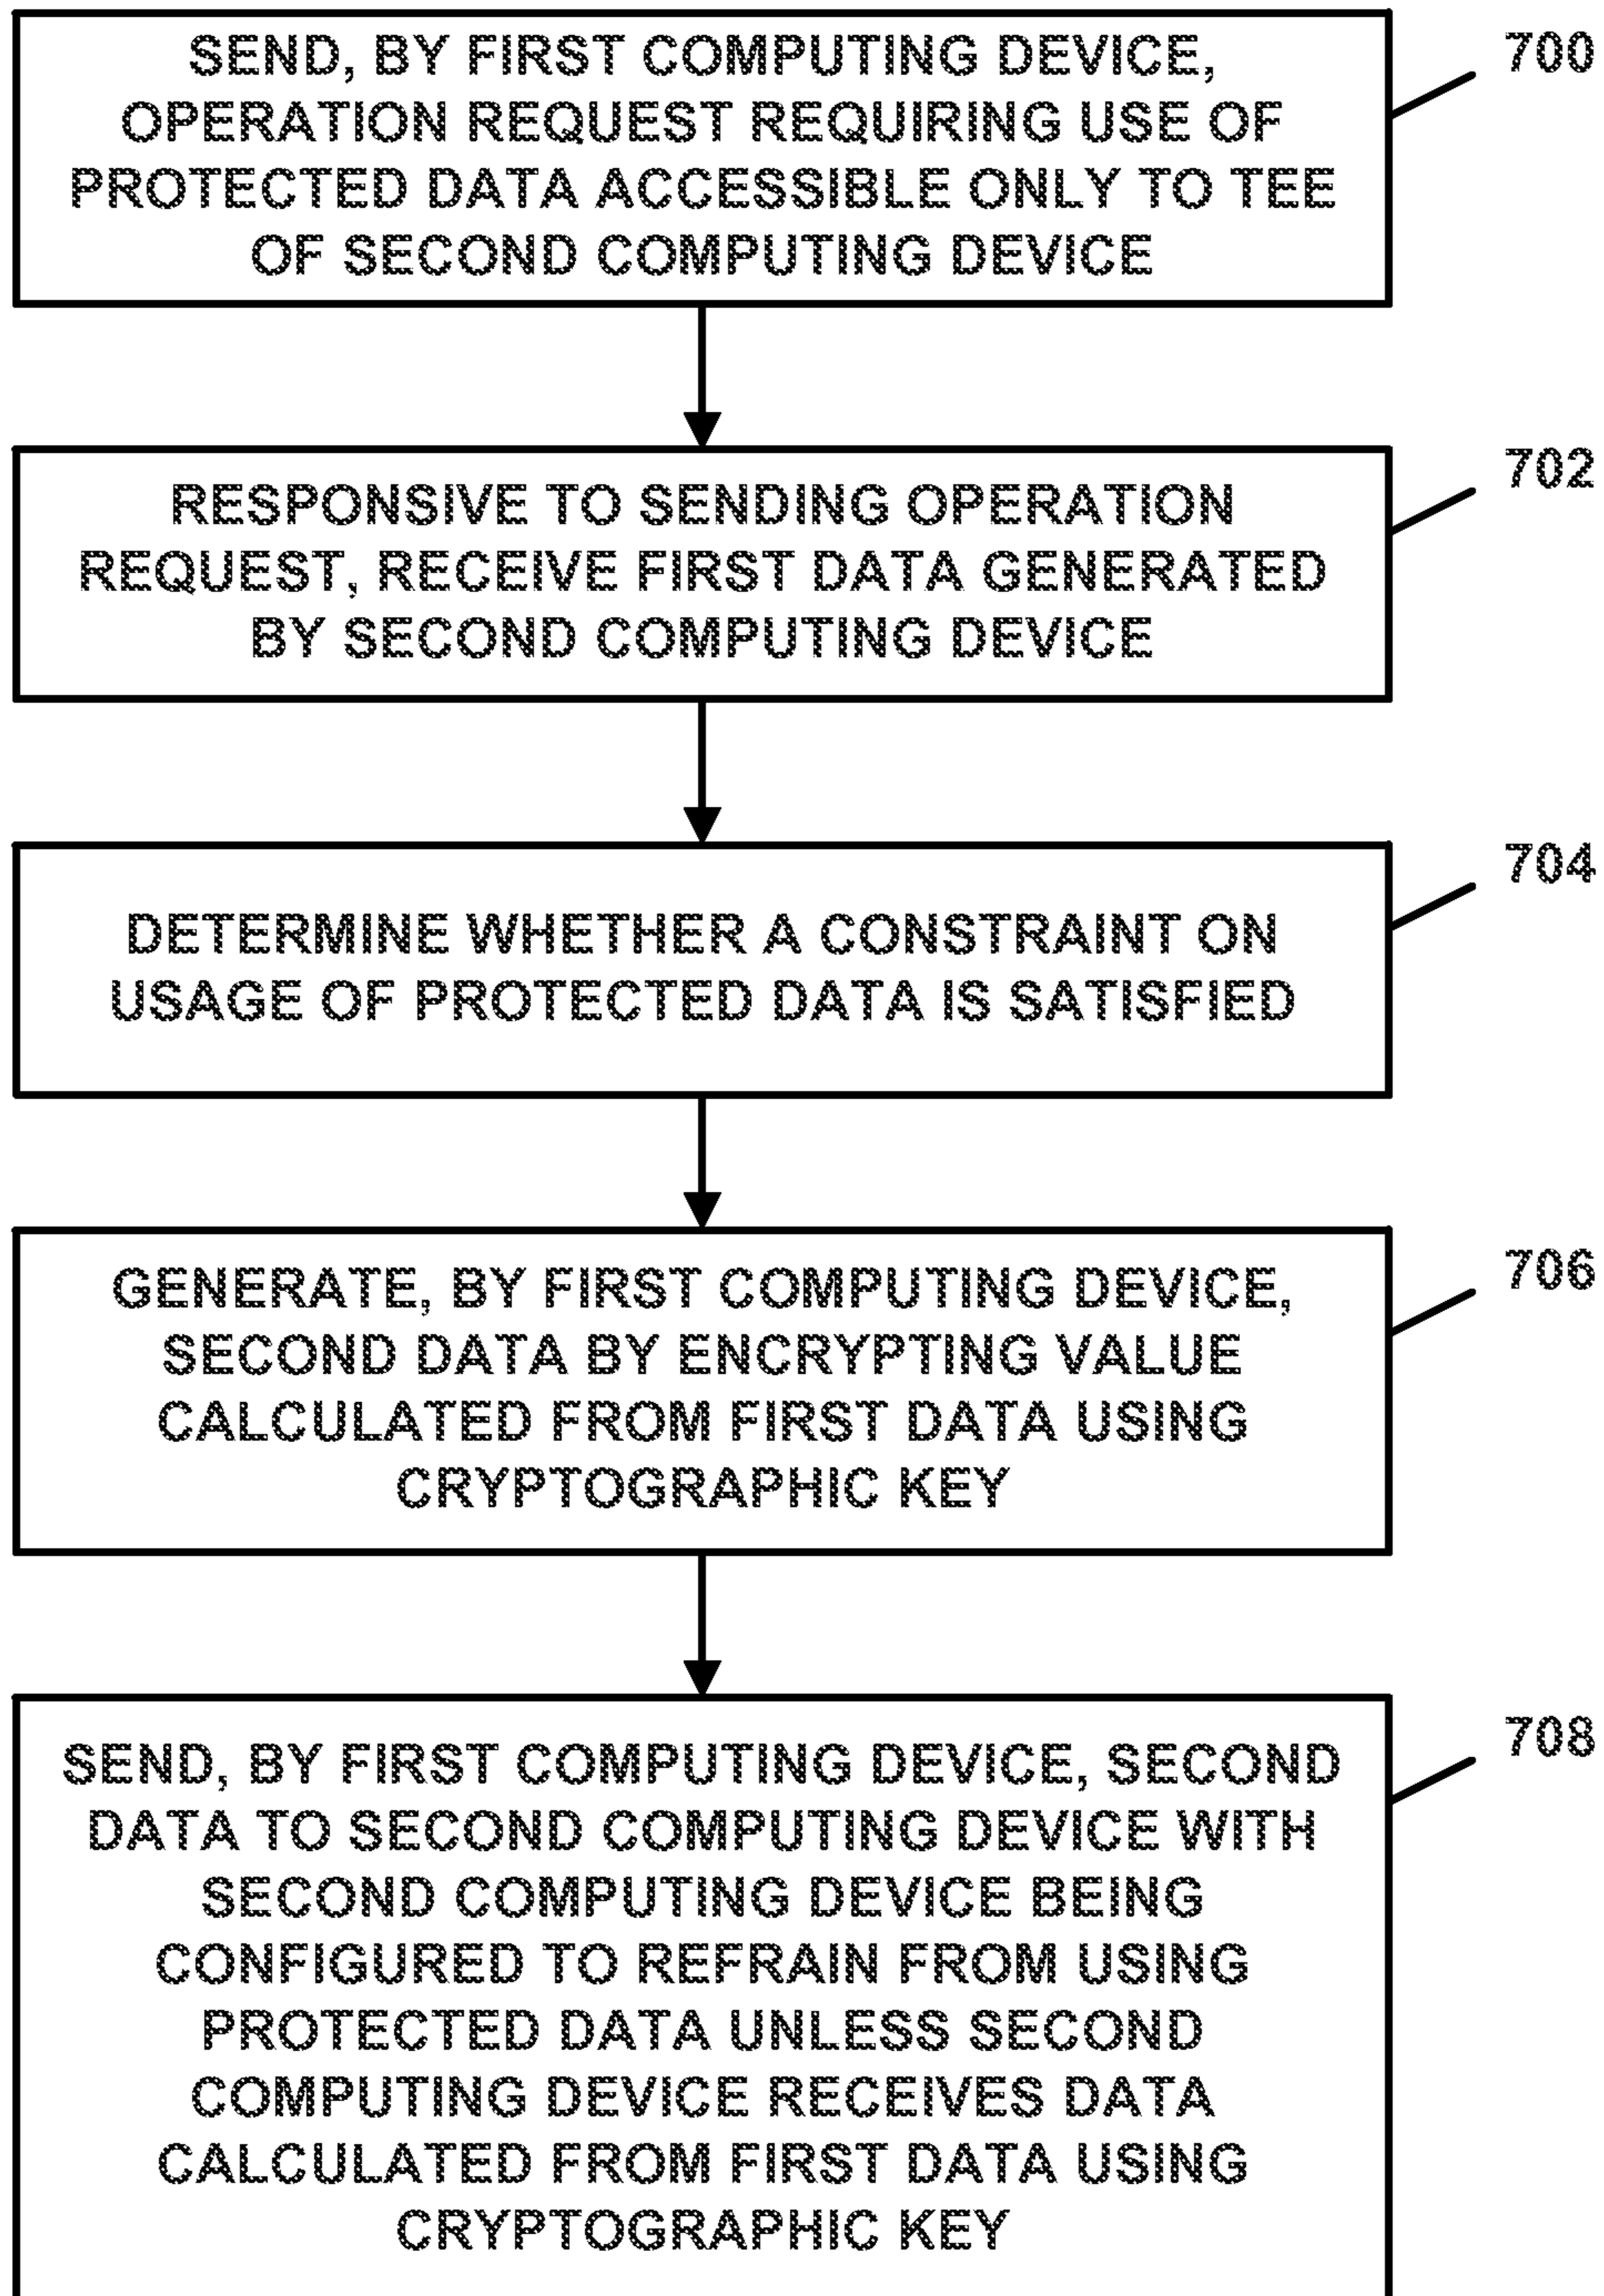 SEND, BY FIRST COMPUTING DEVICE,
OPERATION REQUEST REQUIRING USE OF
PROTECTED DATA ACCESSIBLE ONLY TO TEE
OF SECOND COMPUTING DEVICE
700
RESPONSIVE TO SENDING OPERATION
REQUEST, RECEIVE FIRST DATA GENERATED
BY SECOND COMPUTING DEVICE
702
DETERMINE WHETHER A CONSTRAINT ON
USAGE OF PROTECTED DATA IS SATISFIED
704
GENERATE, BY FIRST COMPUTING DEVICE,
SECOND DATA BY ENCRYPTING VALUE
CALCULATED FROM FIRST DATA USING
CRYPTOGRAPHIC KEY
706
SEND, BY FIRST COMPUTING DEVICE, SECOND
DATA TO SECOND COMPUTING DEVICE WITH
SECOND COMPUTING DEVICE BEING
CONFIGURED TO REFRAIN FROM USING
PROTECTED DATA UNLESS SECOND
COMPUTING DEVICE RECEIVES DATA
CALCULATED FROM FIRST DATA USING
CRYPTOGRAPHIC KEY
708